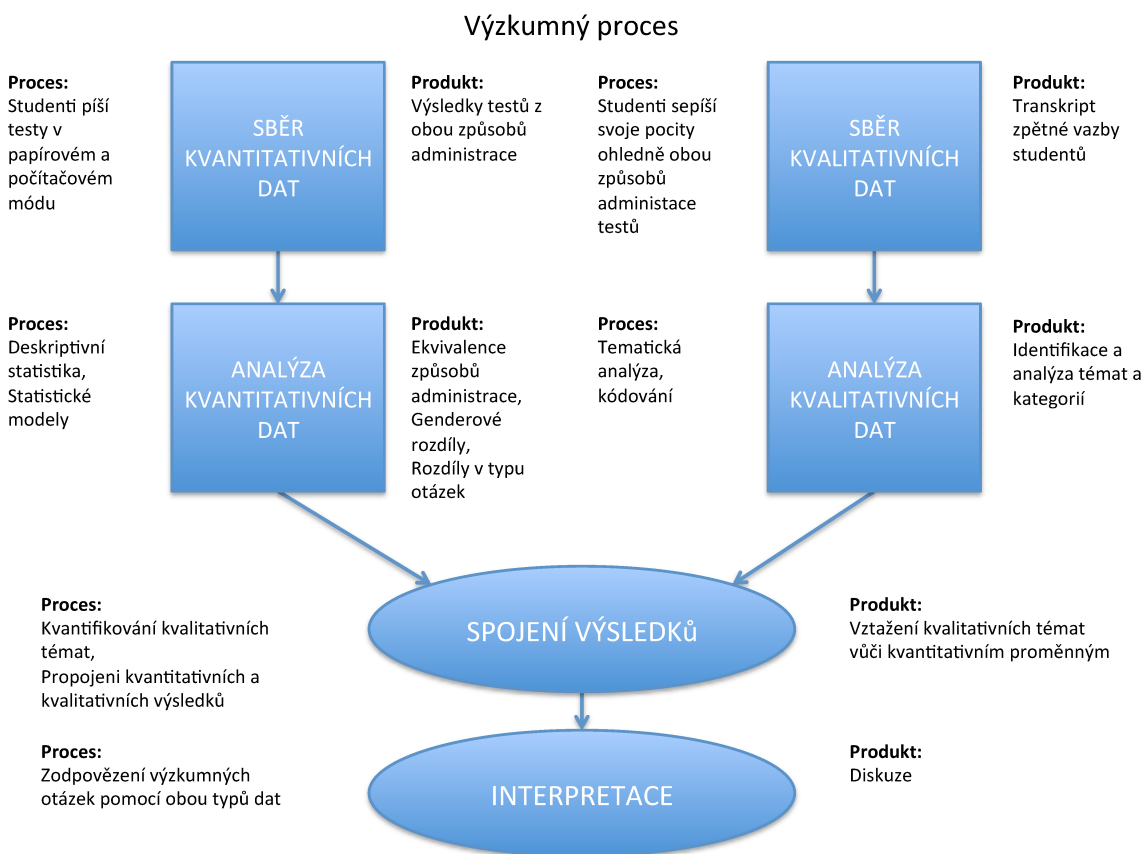 Výzkumný proces
Proces:
Studenti píší
testy v
papírovém a
počítačovém
módu
SBĚR
KVANTITATIVNÍCH
DAT
Produkt:
Výsledky testů z
obou způsobů
administrace
Proces:
Studenti sepíší
svoje pocity
ohledně obou
způsobů
administace
testů
SBĚR
KVALITATIVNÍCH
DAT
Produkt:
Transkript
zpětné vazby
studentů
Proces:
Deskriptivní
statistika,
Statistické
modely
ANALÝZA
KVANTITATIVNÍCH
DAT
Produkt:
Ekvivalence
způsobů
administrace,
Genderové
rozdíly,
Rozdíly v typu
otázek
Proces:
Tematická
analýza,
kódování
ANALÝZA
KVALITATIVNÍCH
DAT
Produkt:
Identifikace a
analýza témat a
kategorií
Proces:
Kvantifikování kvalitativních
témat,
Propojeni kvantitativních a
kvalitativních výsledků
SPOJENÍ VÝSLEDKů
Produkt:
Vztažení kvalitativních témat
vůči kvantitativním proměnným
Proces:
Zodpovězení výzkumných
otázek pomocí obou typů dat
INTERPRETACE
Produkt:
Diskuze